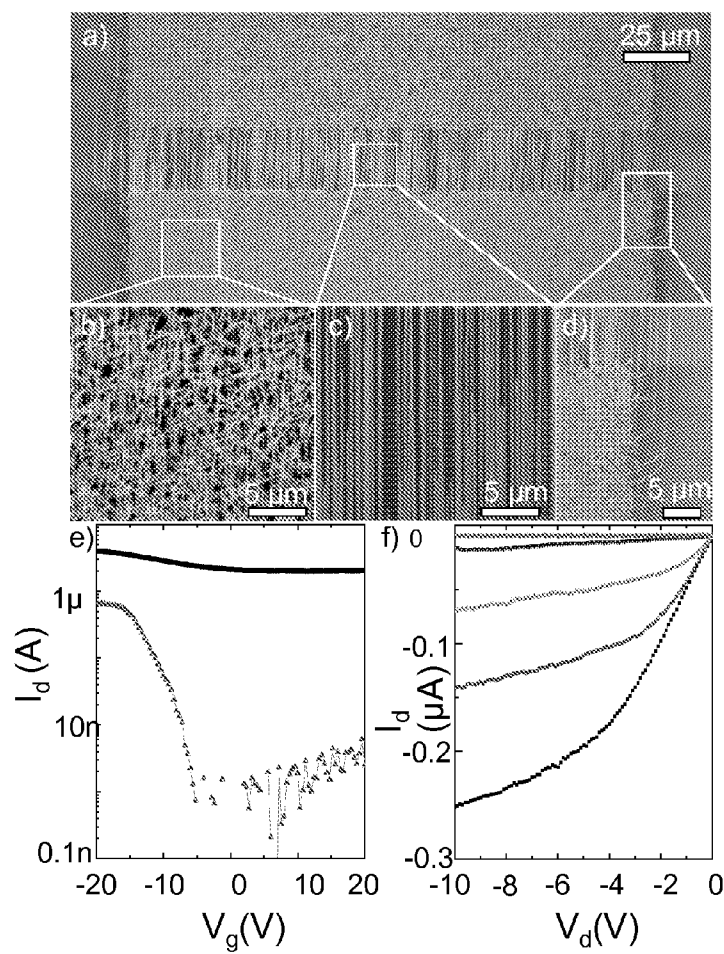 a)
25 µm
b)
5 µm
c)
5 µm
d)
5 µm
e)
1µ
10n
0.1n
I_d (A)
-20 -10 0 10 20
V_g(V)
f)
0
-0.1
-0.2
-0.3
I_d (µA)
-10 -8 -6 -4 -2 0
V_d(V)